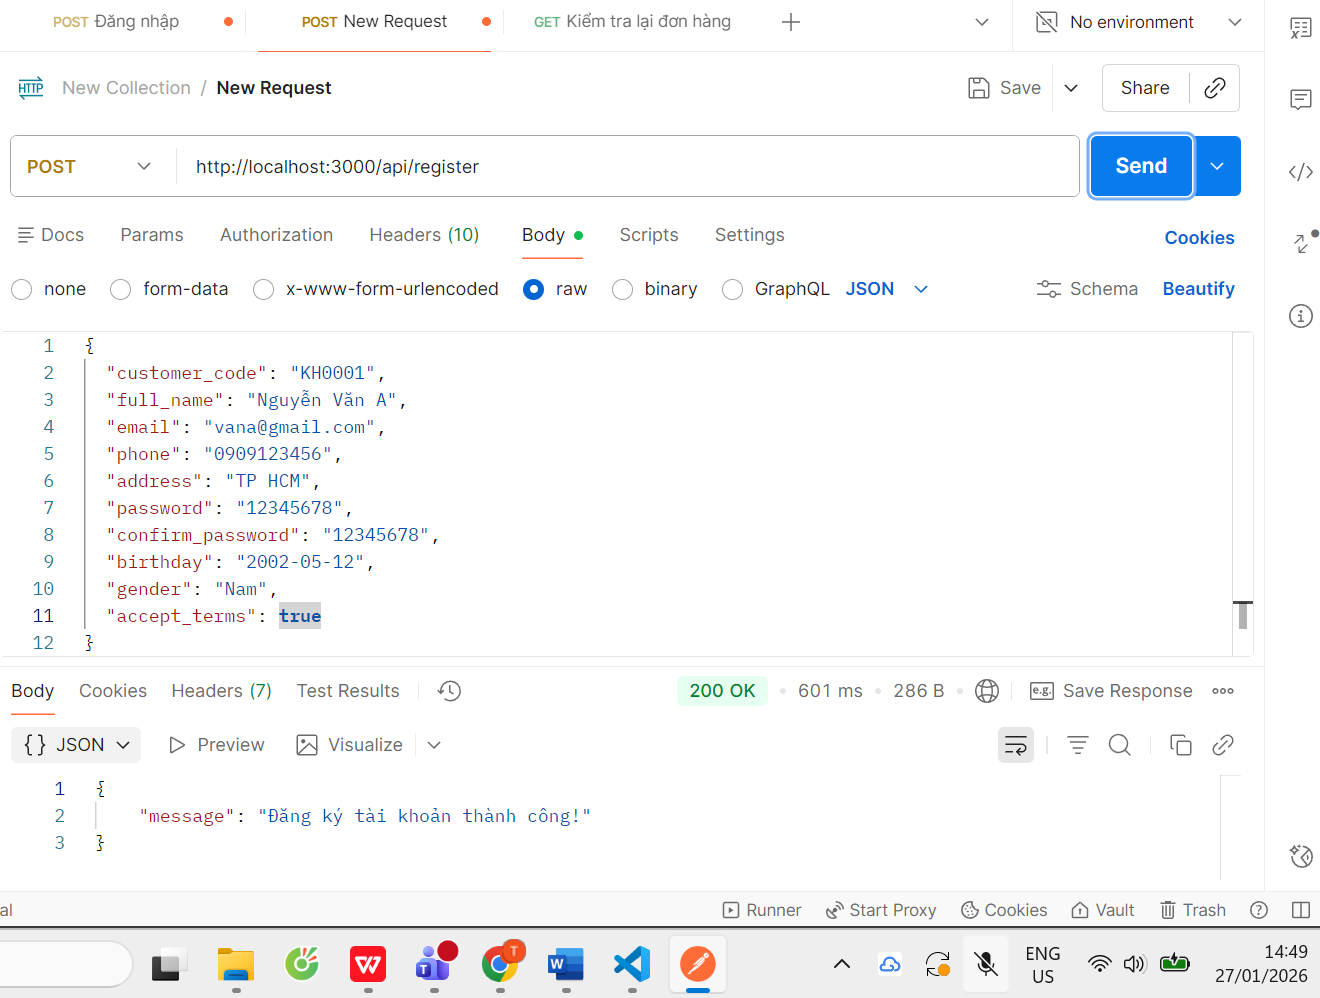 POST Đăng nhập
POST New Request
GET Kiểm tra lại đơn hàng
No environment
HTTP New Collection / New Request
Save
Share
POST
http://localhost:3000/api/register
Send
Docs
Params
Authorization
Headers (10)
Body
Scripts
Settings
Cookies
none
form-data
x-www-form-urlencoded
raw
binary
GraphQL
JSON
Schema
Beautify
1 {
2 "customer_code": "KH0001",
3 "full_name": "Nguyễn Văn A",
4 "email": "vana@gmail.com",
5 "phone": "0909123456",
6 "address": "TP HCM",
7 "password": "12345678",
8 "confirm_password": "12345678",
9 "birthday": "2002-05-12",
10 "gender": "Nam",
11 "accept_terms": true
12 }
Body
Cookies
Headers (7)
Test Results
200 OK
601 ms
286 B
e.g. Save Response
{} JSON
Preview
Visualize
1 {
2 "message": "Đăng ký tài khoản thành công!"
3 }
al
Runner
Start Proxy
Cookies
Vault
Trash
T
W
ENG
US
14:49
27/01/2026